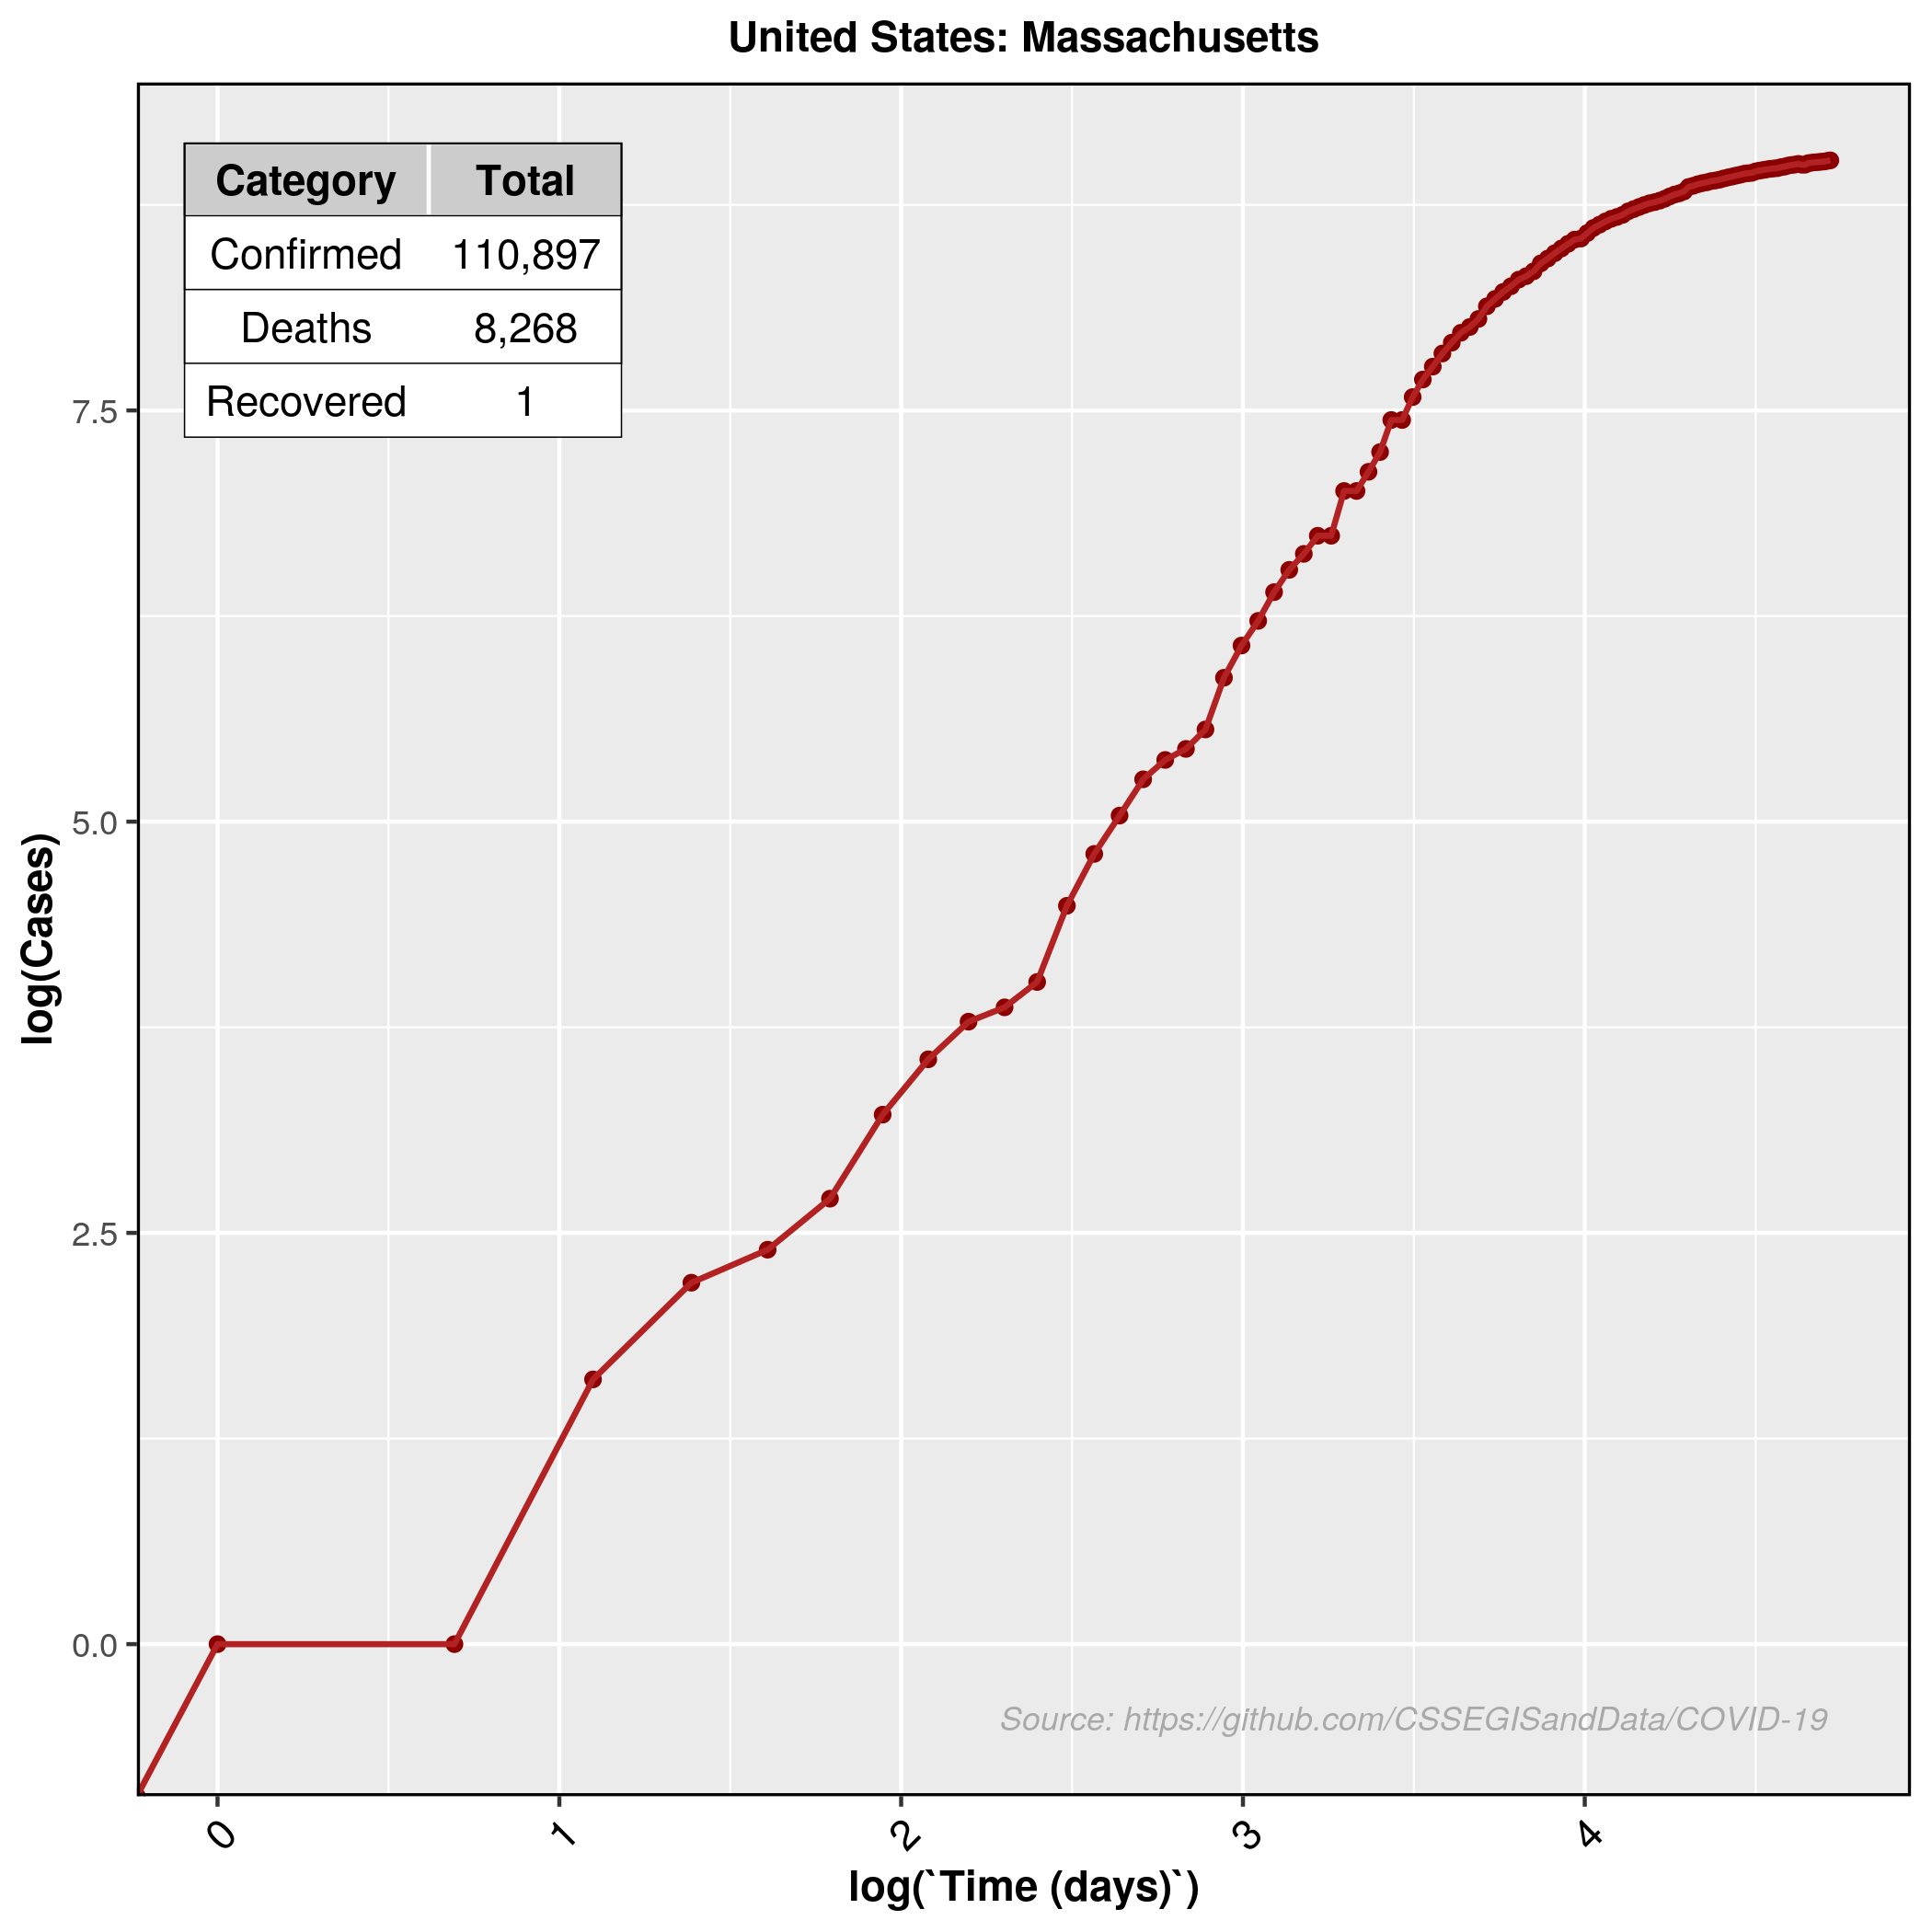 United States: Massachusetts
Category Total
Confirmed 110,897
Deaths 8,268
Recovered 1
7.5
5.0
2.5
0.0
log(Cases)
Source: https://github.com/CSSEGISandData/COVID-19
0 1 2 3 4
log(`Time (days)`)